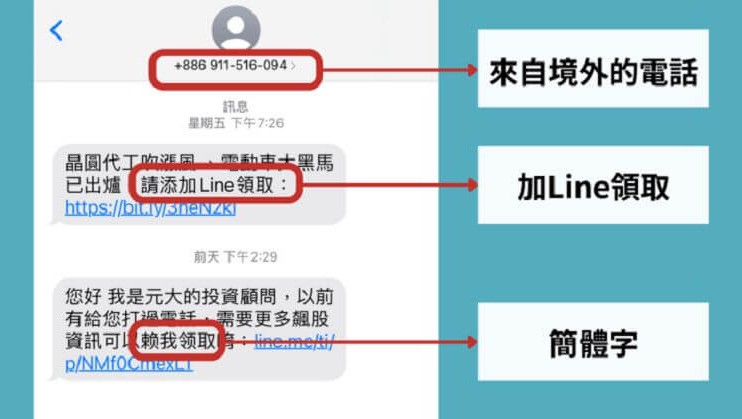 +886 911-516-094 >
來自境外的電話
訊息
星期五 下午7:26
晶圓代工吹漲風、電動車大黑馬
已出爐 請添加Line領取：
https://bit.ly/3heNzki
加Line領取
前天 下午2:29
您好 我是元大的投資顧問，以前
有給您打過電話，需要更多飆股
資訊可以賴我领取唷：line.me/ti/
p/NMf0CmexLT
簡體字